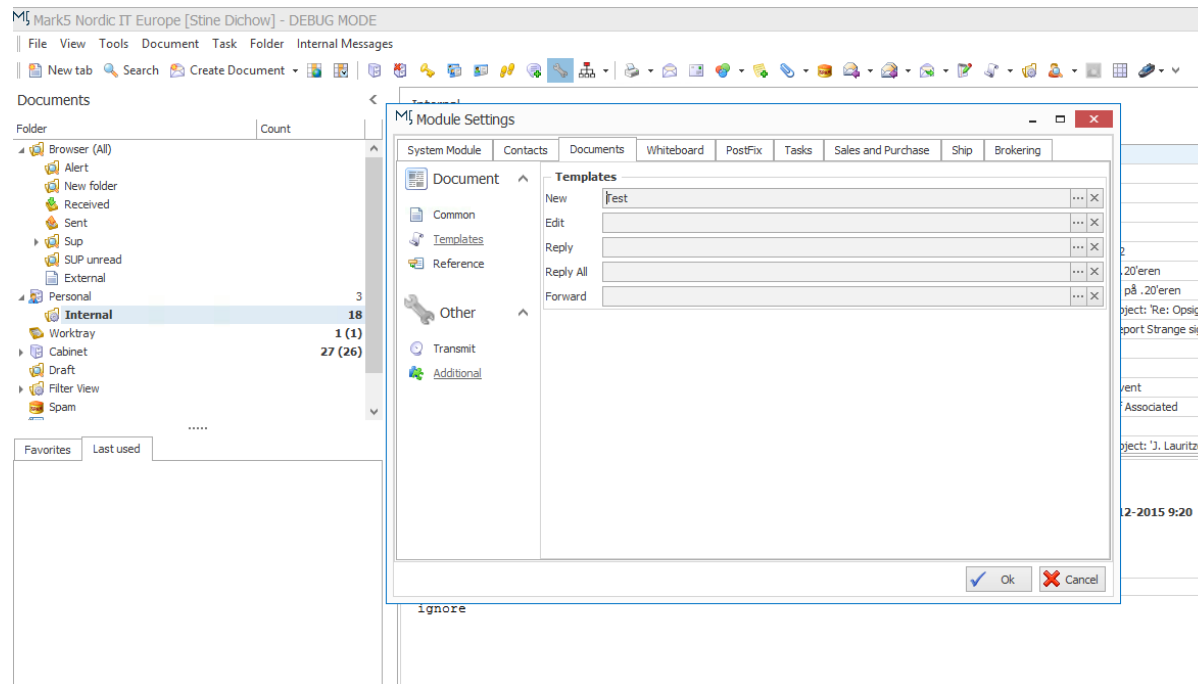 M5 Mark5 Nordic IT Europe [Stine Dichow] - DEBUG MODE
File View Tools Document Task Folder Internal Messages
New tab Search Create Document
Documents
Folder Count
Browser (All)
Alert
New folder
Received
Sent
Sup
SUP unread
External
Personal 3
Internal 18
Worktray 1 (1)
Cabinet 27 (26)
Draft
Filter View
Spam
Favorites Last used
M5 Module Settings
System Module Contacts Documents Whiteboard PostFix Tasks Sales and Purchase Ship Brokering
Document
Common
Templates
Reference
Other
Transmit
Additional
Templates
New Test
Edit
Reply
Reply All
Forward
Ok Cancel
.20'eren
på .20'eren
oject: 'Re: Opsig
eport Strange si
vent
Associated
oject: 'J. Lauritz
12-2015 9:20
ignore